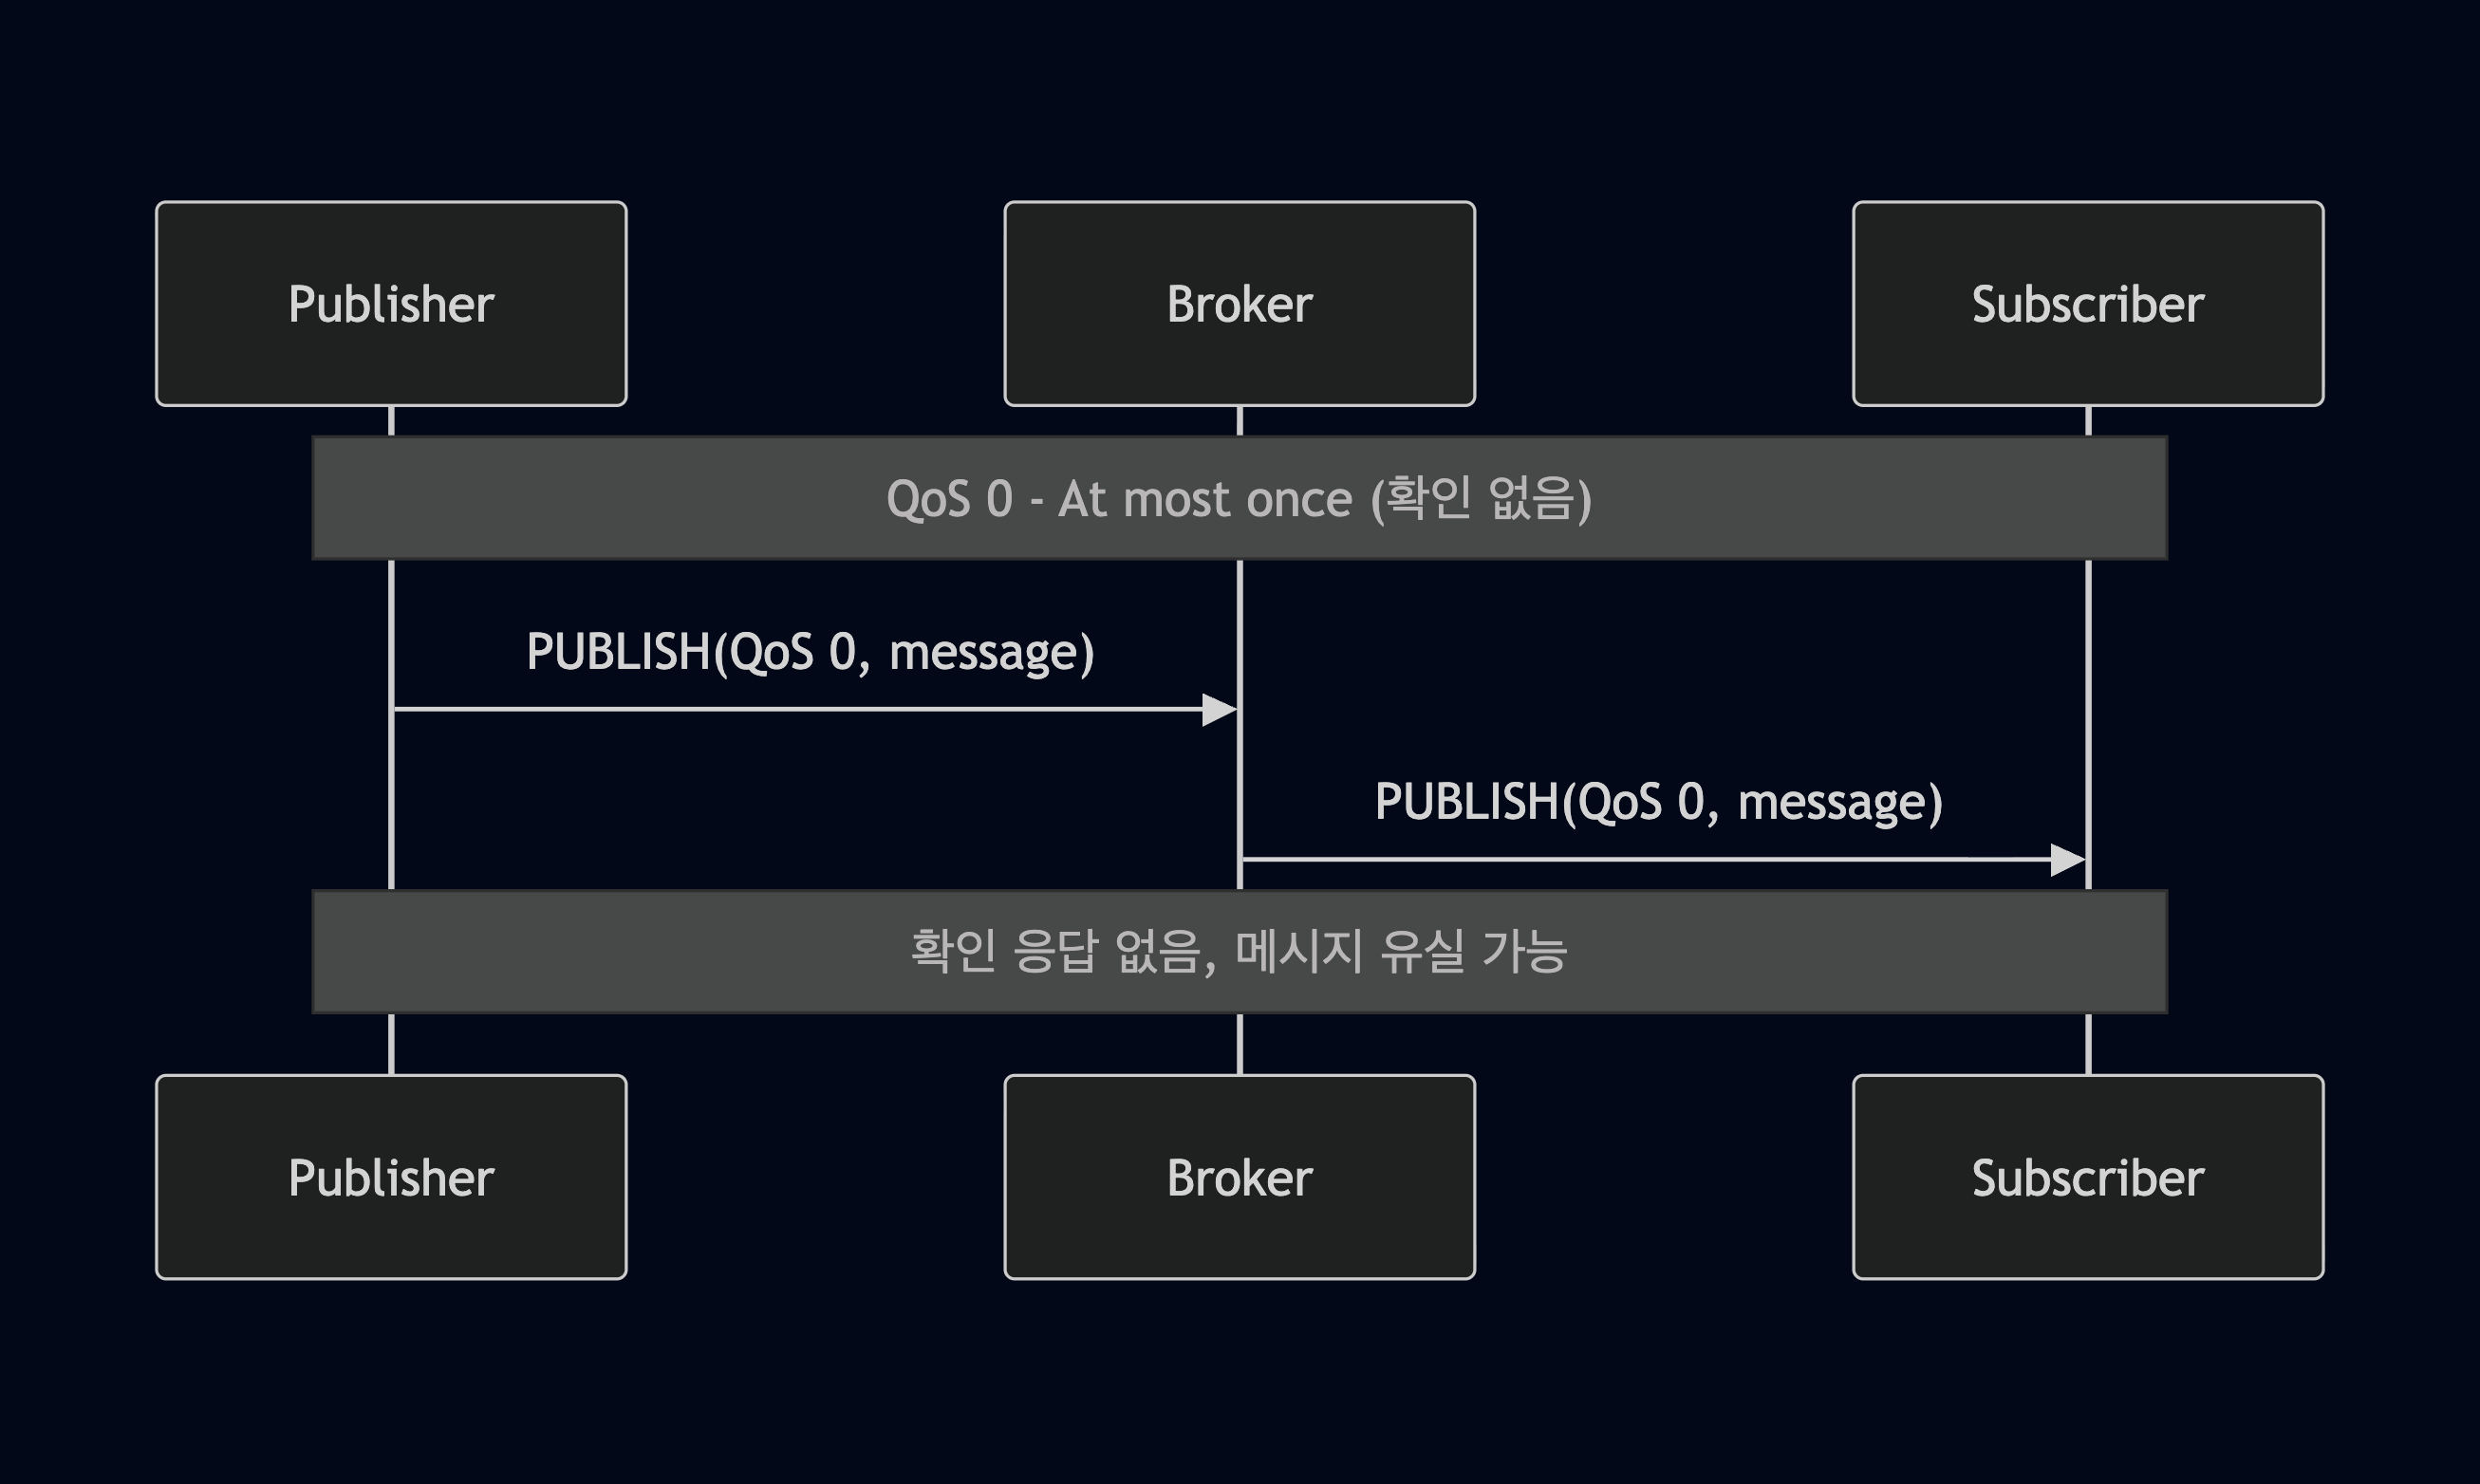 Publisher
Broker
Subscriber
QoS 0 - At most once (확인 없음)
PUBLISH(QoS 0, message)
PUBLISH(QoS 0, message)
확인 응답 없음, 메시지 유실 가능
Publisher
Broker
Subscriber